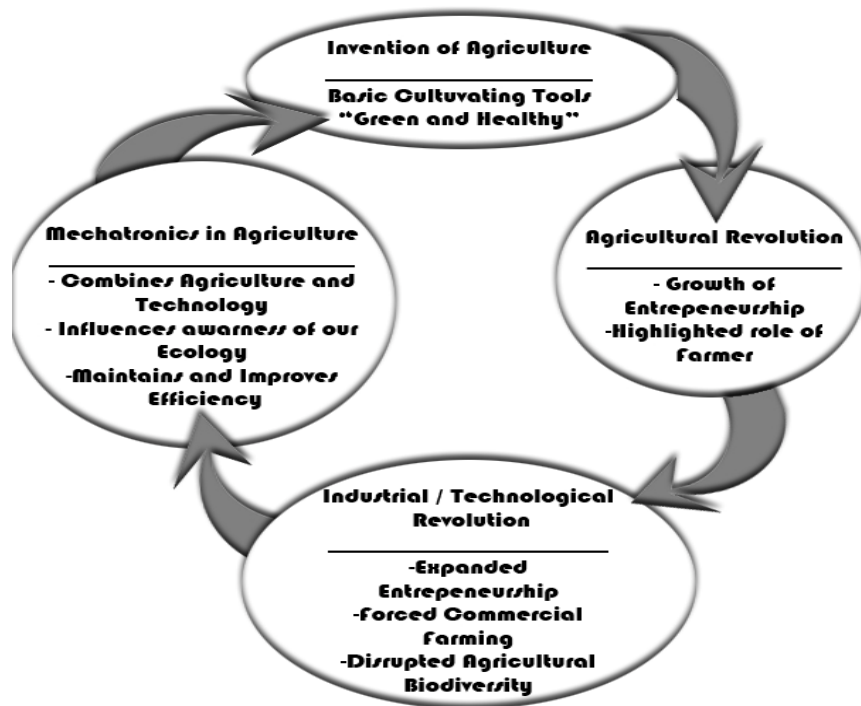 Invention of Agriculture
Basic Cultuvating Tools
“Green and Healthy”
Agricultural Revolution
- Growth of
Entrepeneurship
-Highlighted role of
Farmer
Industrial / Technological
Revolution
-Expanded
Entrepeneurship
-Forced Commercial
Farming
-Disrupted Agricultural
Biodiversity
Mechatronics in Agriculture
- Combines Agriculture and
Technology
- Influences awarness of our
Ecology
-Maintains and Improves
Efficiency